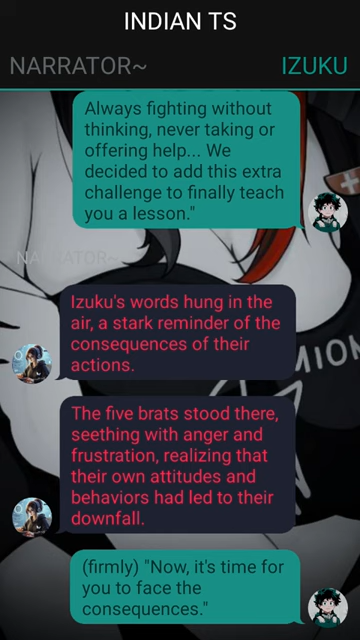 INDIAN TS
NARRATOR~
IZUKU
Always fighting without
thinking, never taking or
offering help... We
decided to add this extra
challenge to finally teach
you a lesson."
NARRATOR~
Izuku's words hung in the
air, a stark reminder of the
consequences of their
actions.
The five brats stood there,
seething with anger and
frustration, realizing that
their own attitudes and
behaviors had led to their
downfall.
(firmly) "Now, it's time for
you to face the
consequences."